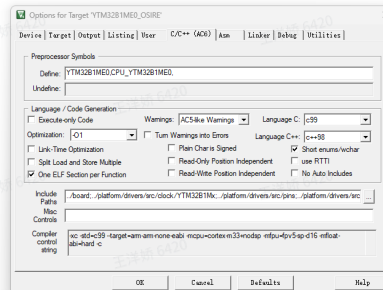 Options for Target 'YTM32B1ME0_OSIRE'
Device | Target | Output | Listing | User | C/C++ (AC6) | Asm | Linker | Debug | Utilities |
Preprocessor Symbols
Define: YTM32B1ME0,CPU_YTM32B1ME0,
Undefine:
Language / Code Generation
Execute-only Code Warnings: AC5-like Warnings Language C: c99
Optimization: -O1 Turn Warnings into Errors Language C++: c++98
Link-Time Optimization Plain Char is Signed Short enums/wchar
Split Load and Store Multiple Read-Only Position Independent use RTTI
One ELF Section per Function Read-Write Position Independent No Auto Includes
Include Paths ./board;../platform/drivers/src/clock/YTM32B1Mx;../platform/drivers/src/pins;../platform/drivers/src ...
Misc Controls
Compiler control string -xc -std=c99 --target=arm-arm-none-eabi -mcpu=cortex-m33+nodsp -mfpu=fpv5-sp-d16 -mfloat-
abi=hard -c
OK Cancel Defaults Help